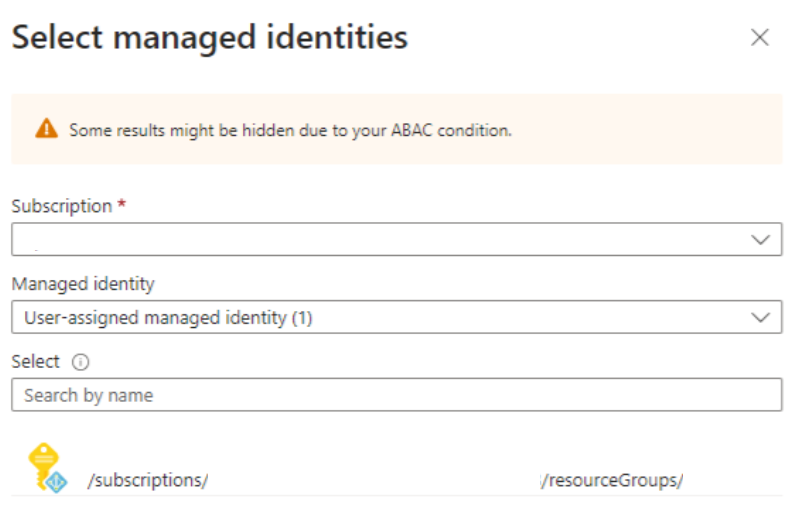 Select managed identities
Some results might be hidden due to your ABAC condition.
Subscription *
Managed identity
User-assigned managed identity (1)
Select
Search by name
/subscriptions/ /resourceGroups/